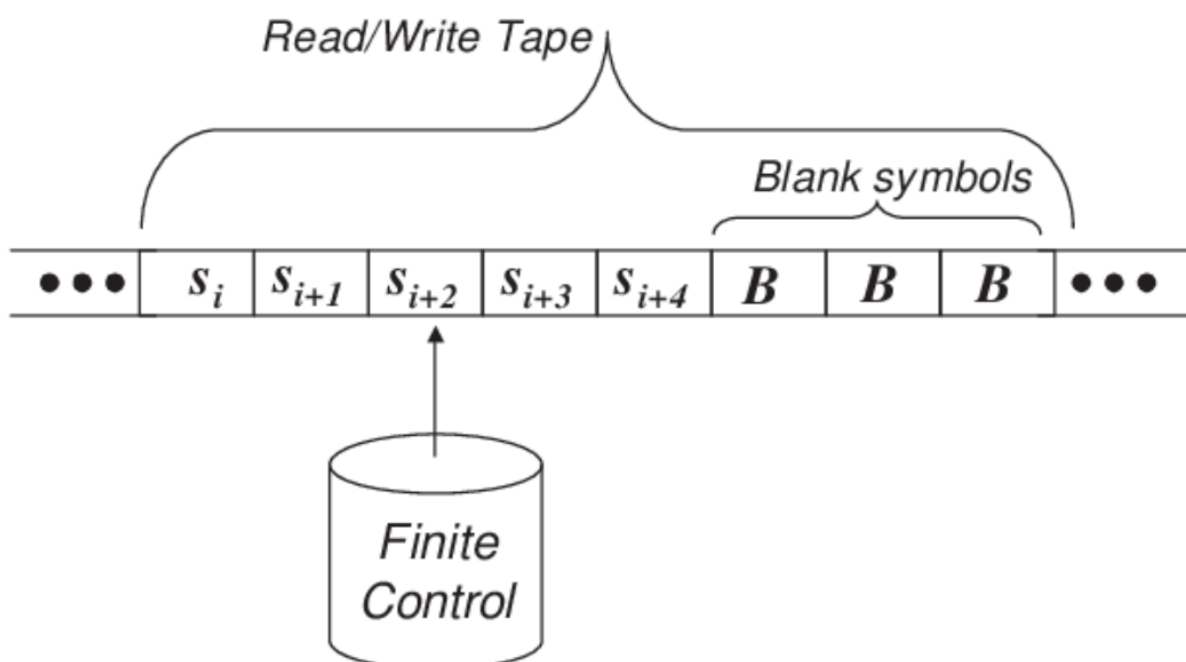 Read/Write Tape
Blank symbols
••• s_i s_{i+1} s_{i+2} s_{i+3} s_{i+4} B B B •••
Finite
Control